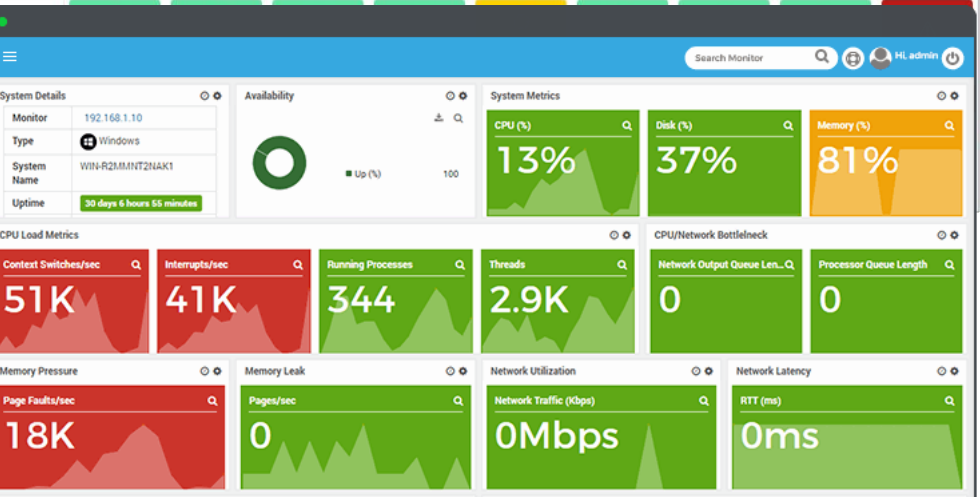 Search Monitor
Hi, admin
System Details
Monitor 192.168.1.10
Type Windows
System Name WIN-R2MMNT2NAK1
Uptime 30 days 6 hours 55 minutes
Availability
Up (%) 100
System Metrics
CPU (%)
13%
Disk (%)
37%
Memory (%)
81%
CPU Load Metrics
Context Switches/sec
51K
Interrupts/sec
41K
Running Processes
344
Threads
2.9K
CPU/Network Bottlelneck
Network Output Queue Len...
0
Processor Queue Length
0
Memory Pressure
Page Faults/sec
18K
Memory Leak
Pages/sec
0
Network Utilization
Network Traffic (Kbps)
0Mbps
Network Latency
RTT (ms)
0ms